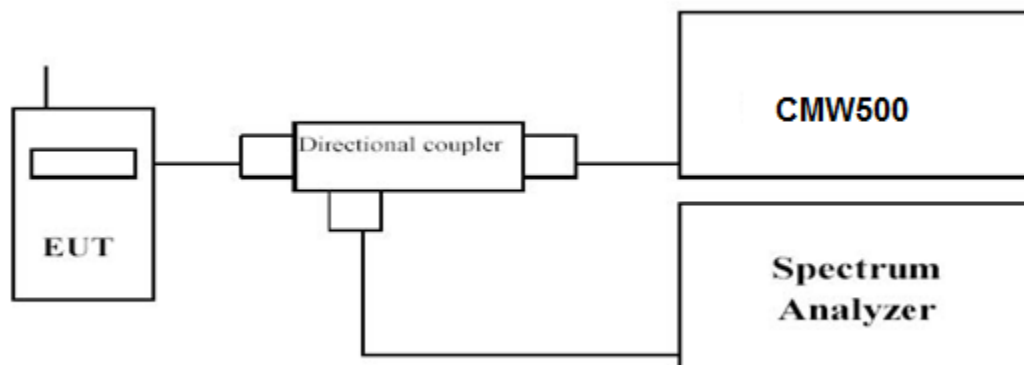 EUT
Directional coupler
CMW500
Spectrum
Analyzer